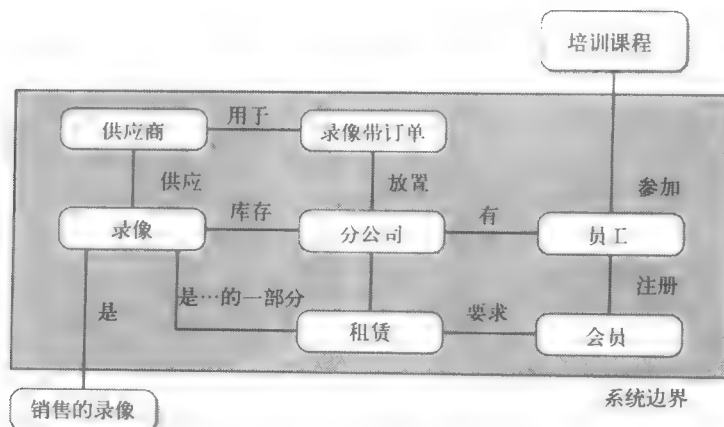 培训课程
供应商
用于
录像带订单
供应
放置
参加
录像
库存
分公司
有
员工
是
是…的一部分
注册
租赁
要求
会员
系统边界
销售的录像